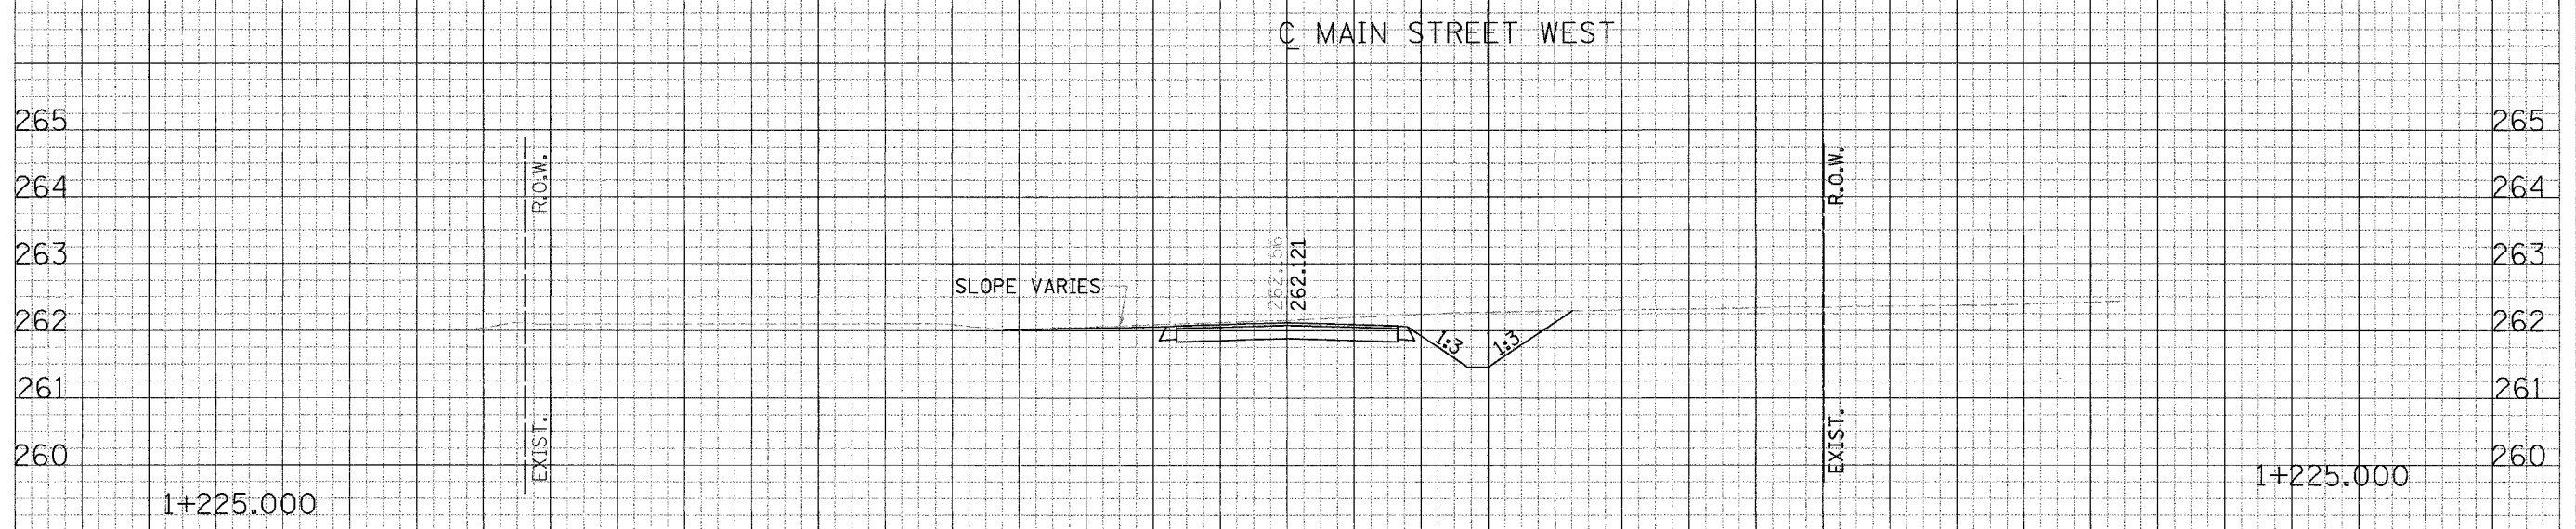 ℄ MAIN STREET WEST
265 265
R.O.W. R.O.W.
264 264
263 263
262.121
SLOPE VARIES
262 262
1:3 1:3
261 261
EXIST. EXIST.
260 260
1+225.000 1+225.000